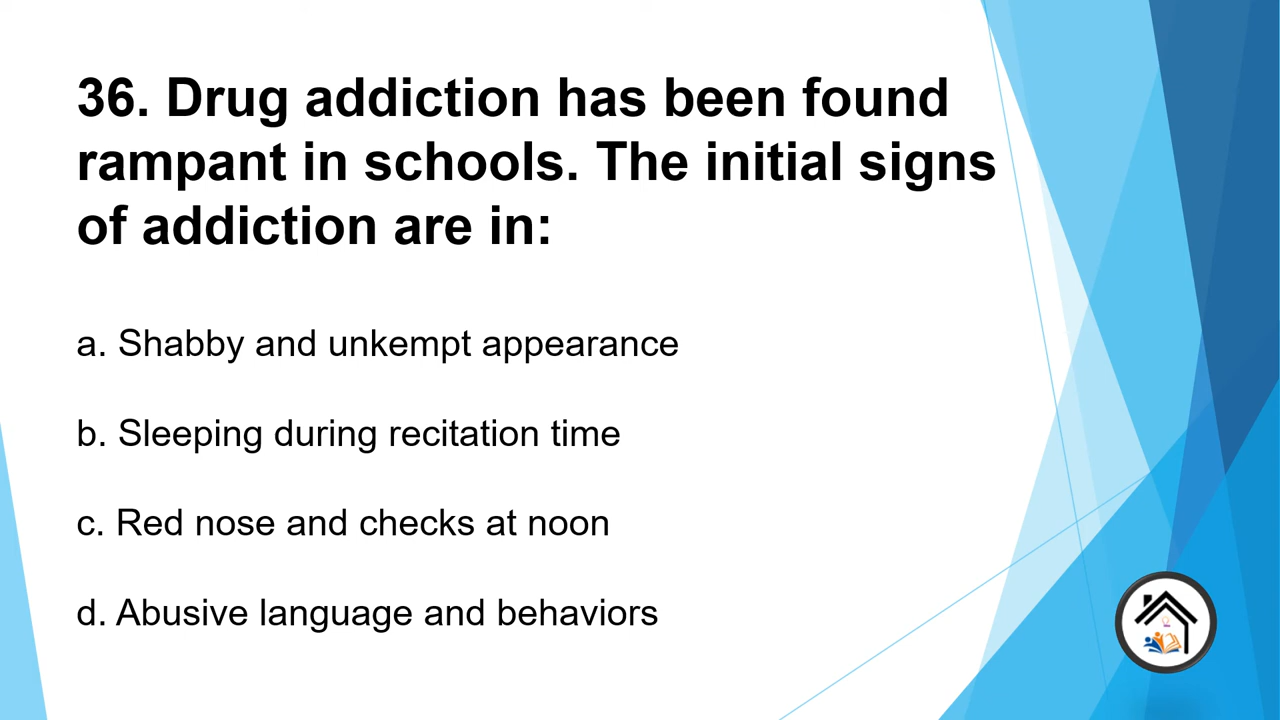 36. Drug addiction has been found
rampant in schools. The initial signs
of addiction are in:
a. Shabby and unkempt appearance
b. Sleeping during recitation time
c. Red nose and checks at noon
d. Abusive language and behaviors